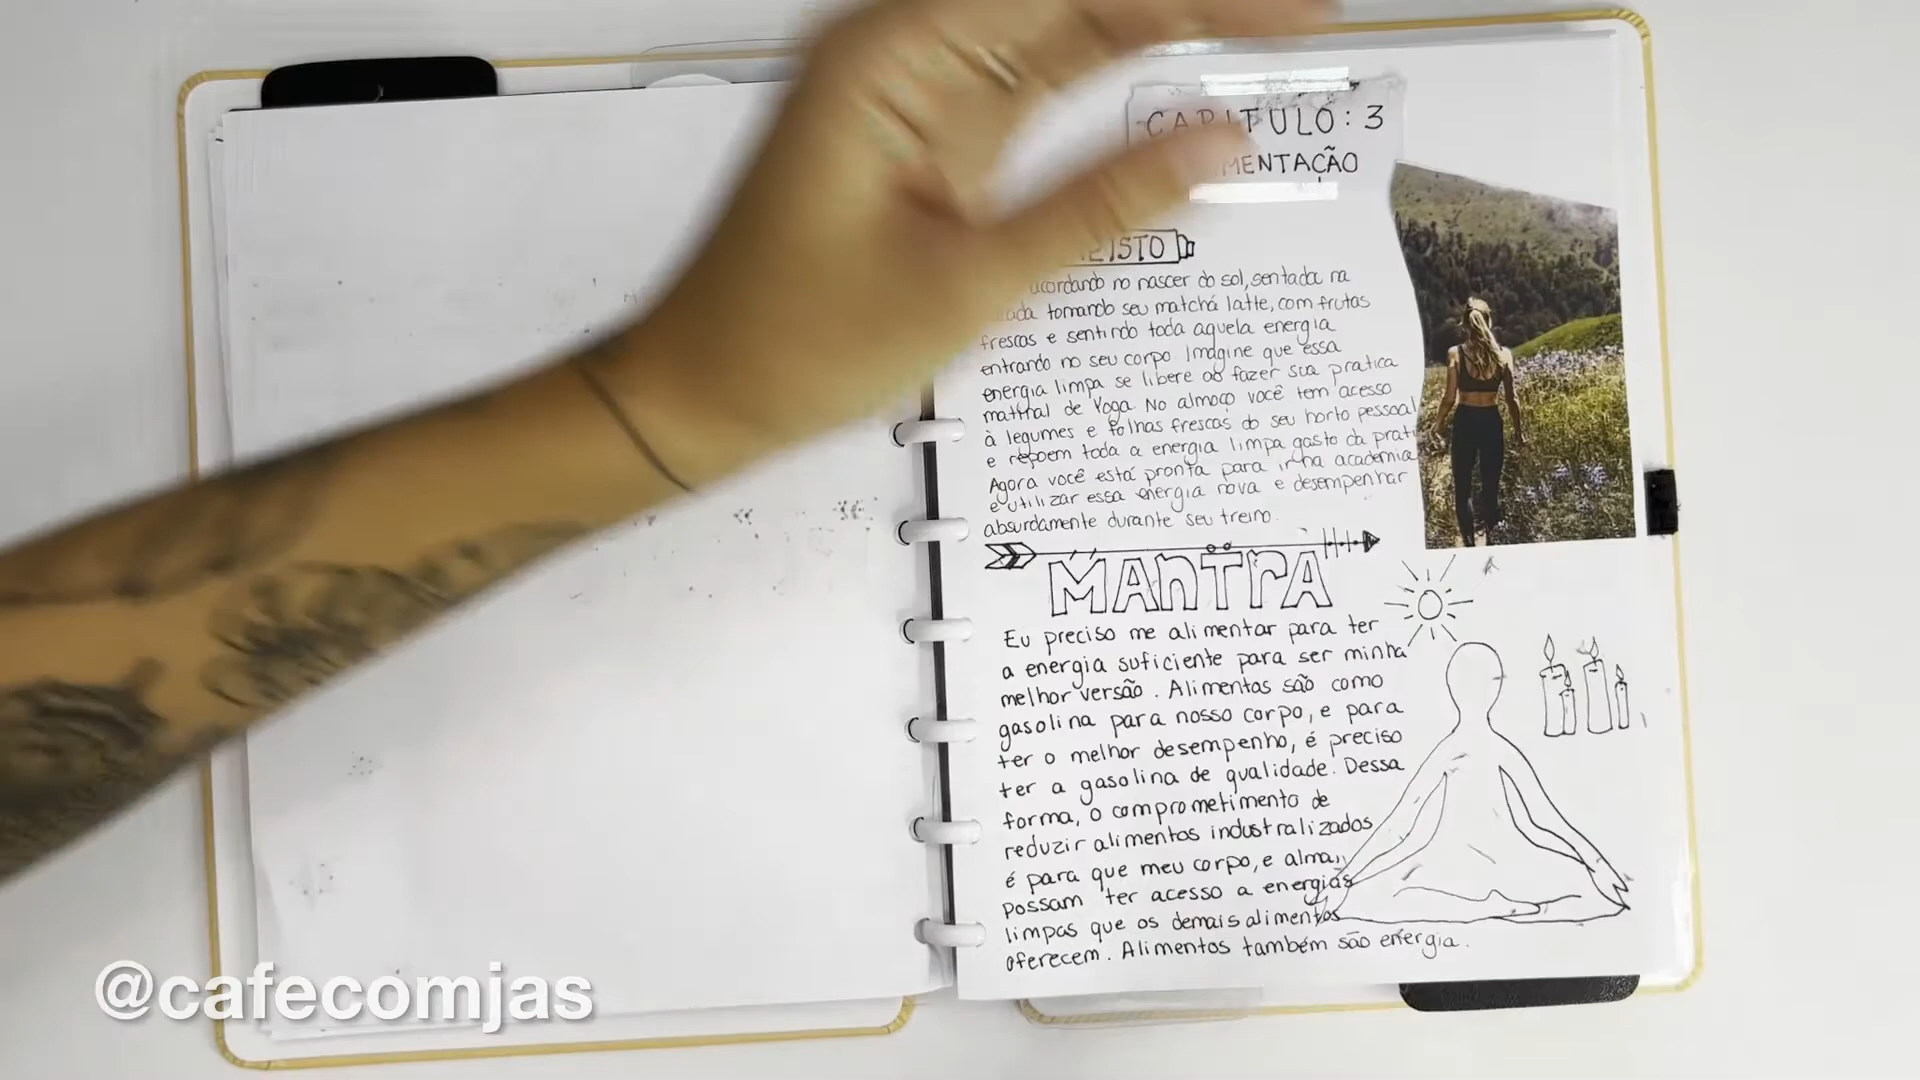 CAPITULO: 3
MENTAÇÃO
ISTO
acordando no nascer do sol, sentada na
tomando seu matchá latte, com frutas
frescas e sentindo toda aquela energia
entrando no seu corpo. Imagine que essa
energia limpa se libere ao fazer sua pratica
matinal de Yoga. No almoço você tem acesso
à legumes e folhas frescas do seu horto pessoal
e repoem toda a energia limpa gasto da prati
Agora você está pronta para ir na academia
e utilizar essa energia nova e desempenhar
absurdamente durante seu treino.
MANTRA
Eu preciso me alimentar para ter
a energia suficiente para ser minha
melhor versão. Alimentos são como
gasolina para nosso corpo, e para
ter o melhor desempenho, é preciso
ter a gasolina de qualidade. Dessa
forma, o comprometimento de
reduzir alimentos industralizados
é para que meu corpo, e alma,
possam ter acesso a energias
limpas que os demais alimentos
oferecem. Alimentos também são energia.
@cafecomjas